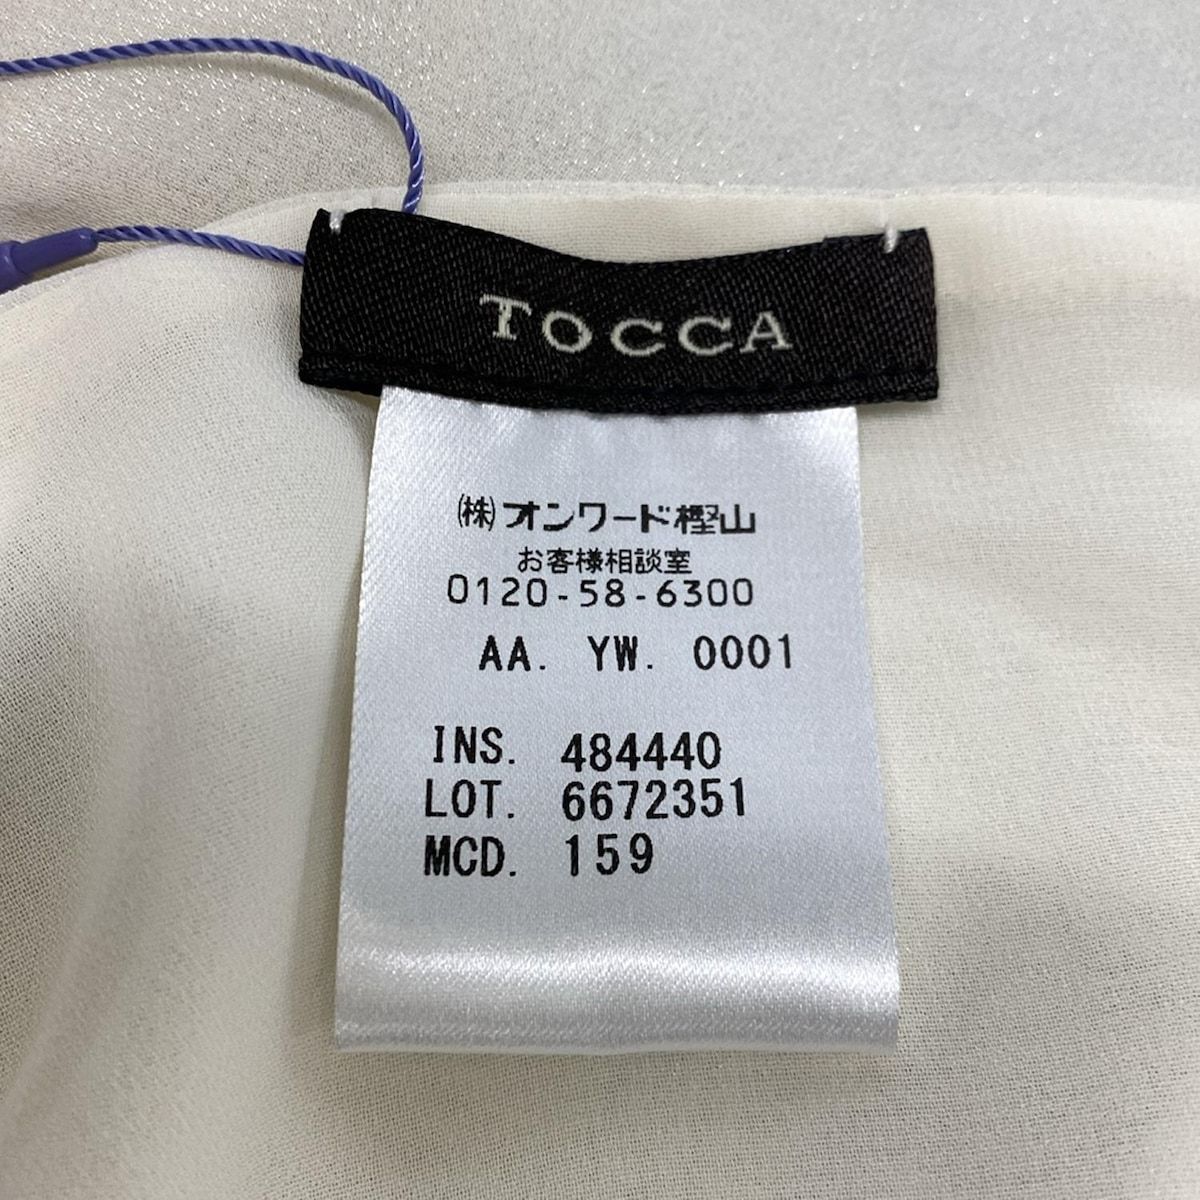 TOCCA
㈱オンワード樫山
お客様相談室
0120-58-6300
AA. YW. 0001
INS. 484440
LOT. 6672351
MCD. 159